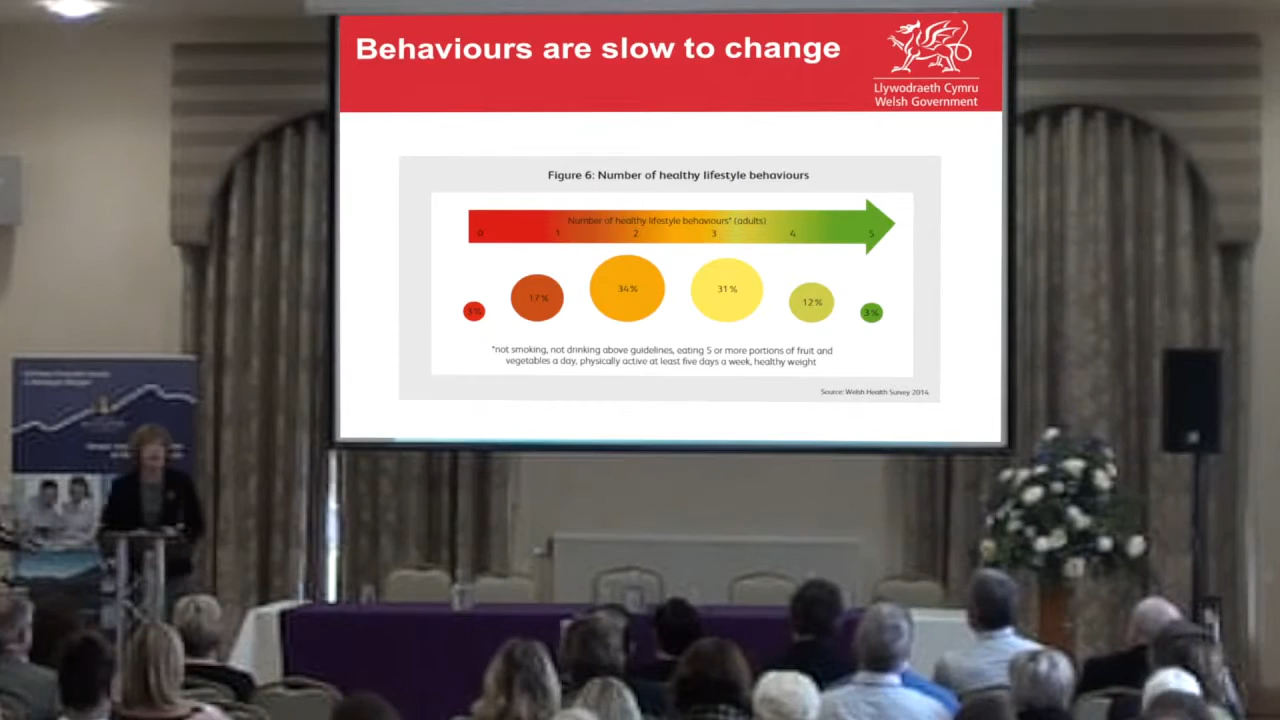 Behaviours are slow to change
Llywodraeth Cymru
Welsh Government
Figure 6: Number of healthy lifestyle behaviours
Number of healthy lifestyle behaviours* (adults)
0 1 2 3 4 5
3% 17% 34% 31% 12% 3%
*not smoking, not drinking above guidelines, eating 5 or more portions of fruit and
vegetables a day, physically active at least five days a week, healthy weight
Source: Welsh Health Survey 2014